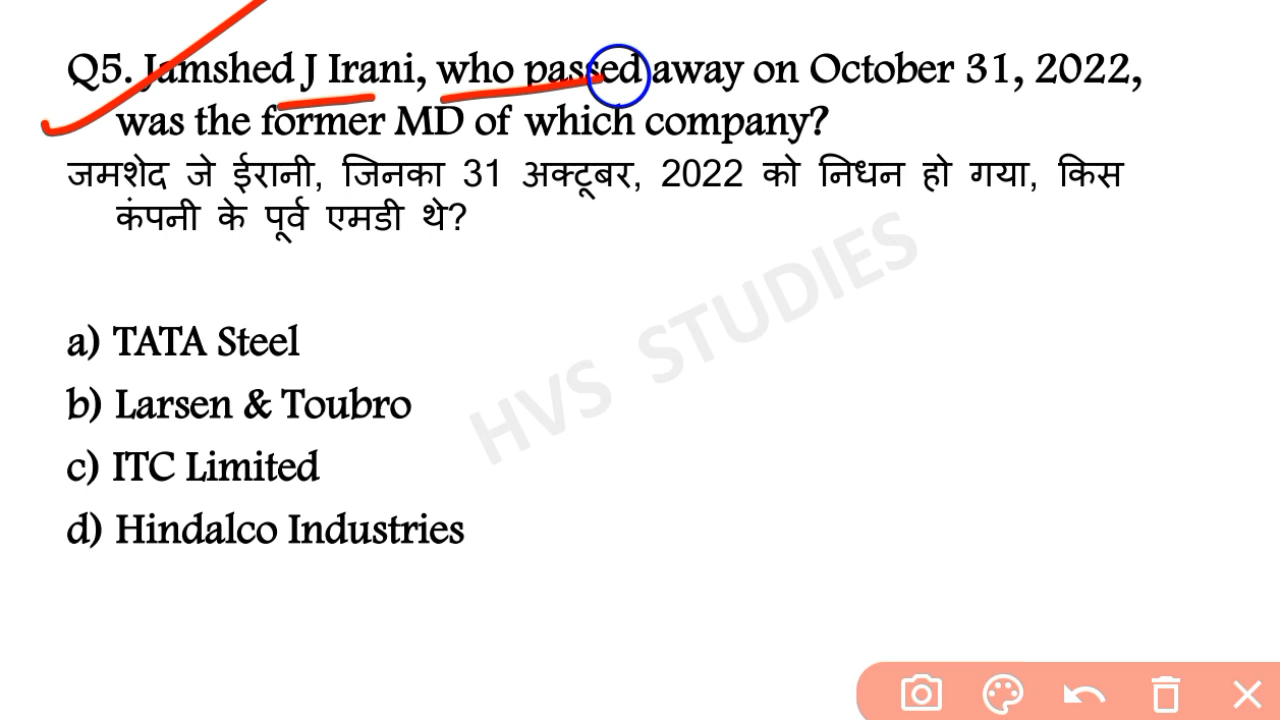 Q5. Jamshed J Irani, who passed away on October 31, 2022,
was the former MD of which company?
जमशेद जे ईरानी, जिनका 31 अक्टूबर, 2022 को निधन हो गया, किस
कंपनी के पूर्व एमडी थे?
HVS STUDIES
a) TATA Steel
b) Larsen & Toubro
c) ITC Limited
d) Hindalco Industries